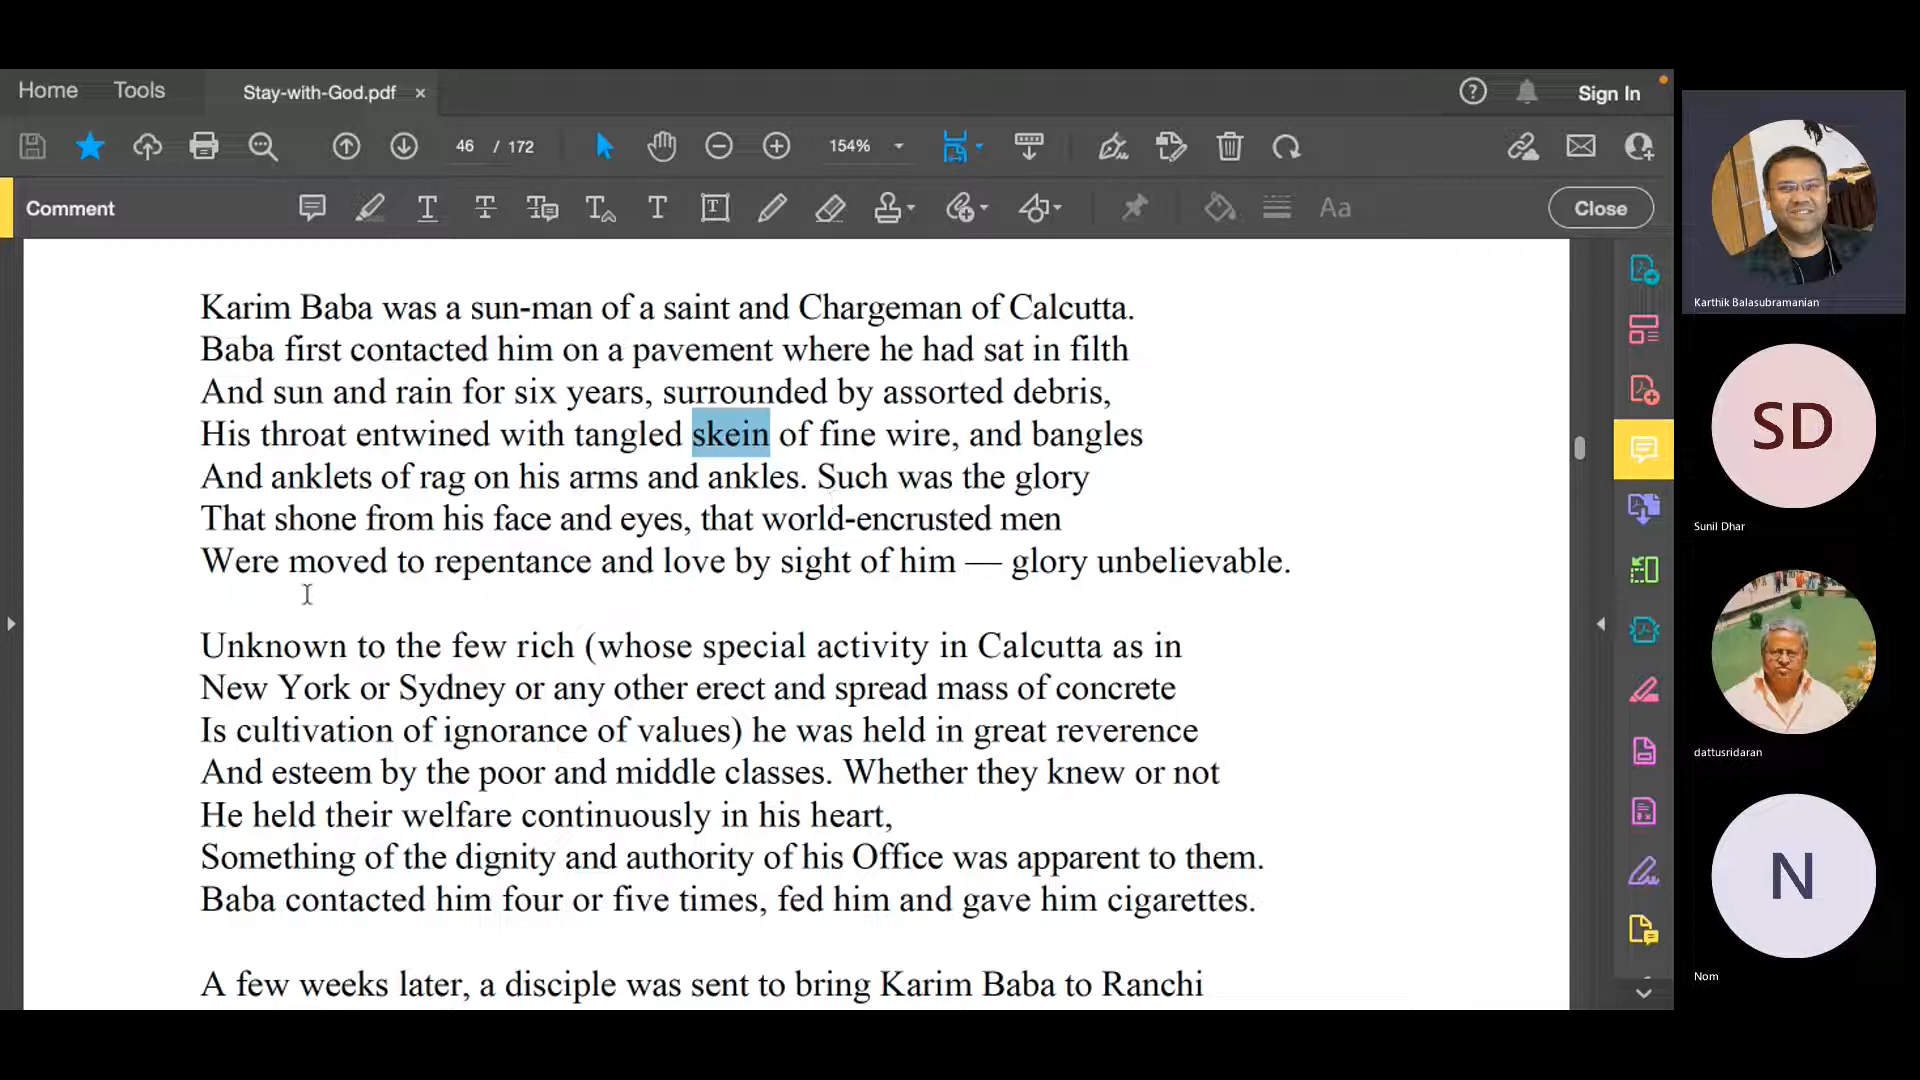 Home Tools Stay-with-God.pdf × Sign In
46 / 172 154%
Comment Close
Karim Baba was a sun-man of a saint and Chargeman of Calcutta.
Baba first contacted him on a pavement where he had sat in filth
And sun and rain for six years, surrounded by assorted debris,
His throat entwined with tangled skein of fine wire, and bangles
And anklets of rag on his arms and ankles. Such was the glory
That shone from his face and eyes, that world-encrusted men
Were moved to repentance and love by sight of him — glory unbelievable.
Unknown to the few rich (whose special activity in Calcutta as in
New York or Sydney or any other erect and spread mass of concrete
Is cultivation of ignorance of values) he was held in great reverence
And esteem by the poor and middle classes. Whether they knew or not
He held their welfare continuously in his heart,
Something of the dignity and authority of his Office was apparent to them.
Baba contacted him four or five times, fed him and gave him cigarettes.
A few weeks later, a disciple was sent to bring Karim Baba to Ranchi
Karthik Balasubramanian
SD
Sunil Dhar
dattusridaran
N
Nom